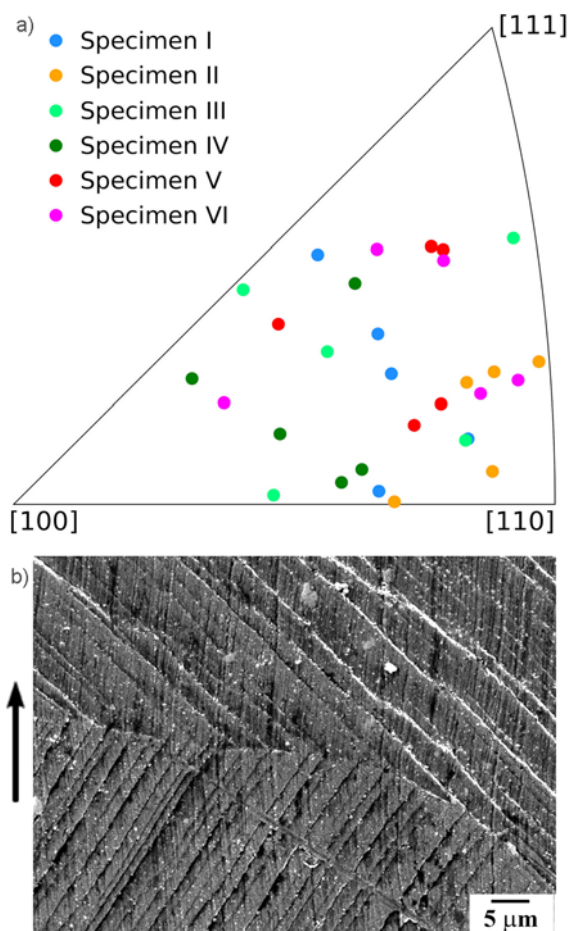 a)
[111]
Specimen I
Specimen II
Specimen III
Specimen IV
Specimen V
Specimen VI
[100]
[110]
b)
5 μm